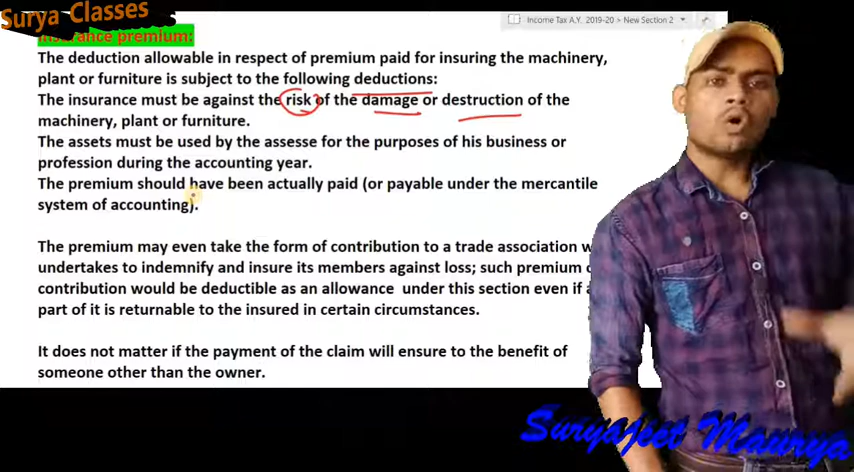 Surya Classes
Income Tax A.Y. 2019-20 > New Section 2
Insurance premium:
The deduction allowable in respect of premium paid for insuring the machinery,
plant or furniture is subject to the following deductions:
The insurance must be against the risk of the damage or destruction of the
machinery, plant or furniture.
The assets must be used by the assesse for the purposes of his business or
profession during the accounting year.
The premium should have been actually paid (or payable under the mercantile
system of accounting).
The premium may even take the form of contribution to a trade association
undertakes to indemnify and insure its members against loss; such premium
contribution would be deductible as an allowance under this section even if
part of it is returnable to the insured in certain circumstances.
It does not matter if the payment of the claim will ensure to the benefit of
someone other than the owner.
Suryajeet Maurya